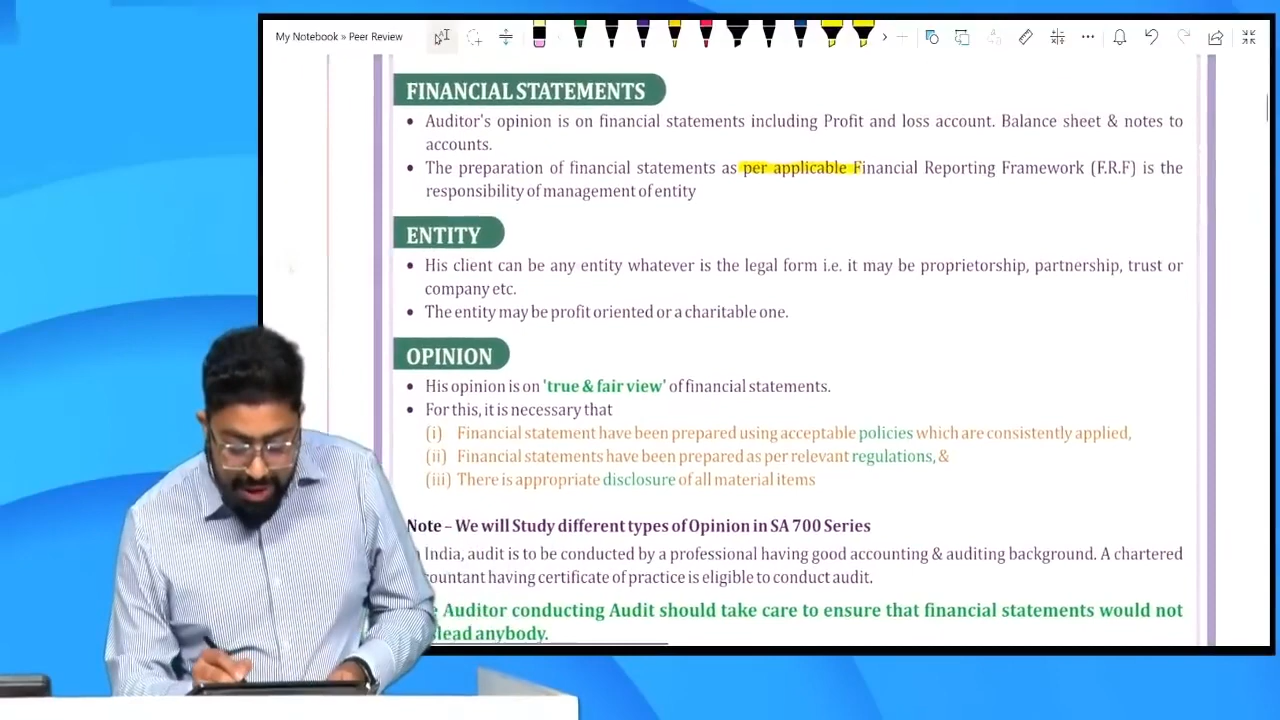 My Notebook » Peer Review
FINANCIAL STATEMENTS
• Auditor's opinion is on financial statements including Profit and loss account. Balance sheet & notes to
accounts.
• The preparation of financial statements as per applicable Financial Reporting Framework (F.R.F) is the
responsibility of management of entity
ENTITY
• His client can be any entity whatever is the legal form i.e. it may be proprietorship, partnership, trust or
company etc.
• The entity may be profit oriented or a charitable one.
OPINION
• His opinion is on 'true & fair view' of financial statements.
• For this, it is necessary that
(i) Financial statement have been prepared using acceptable policies which are consistently applied,
(ii) Financial statements have been prepared as per relevant regulations, &
(iii) There is appropriate disclosure of all material items
Note – We will Study different types of Opinion in SA 700 Series
India, audit is to be conducted by a professional having good accounting & auditing background. A chartered
having certificate of practice is eligible to conduct audit.
Auditor conducting Audit should take care to ensure that financial statements would not
anybody.